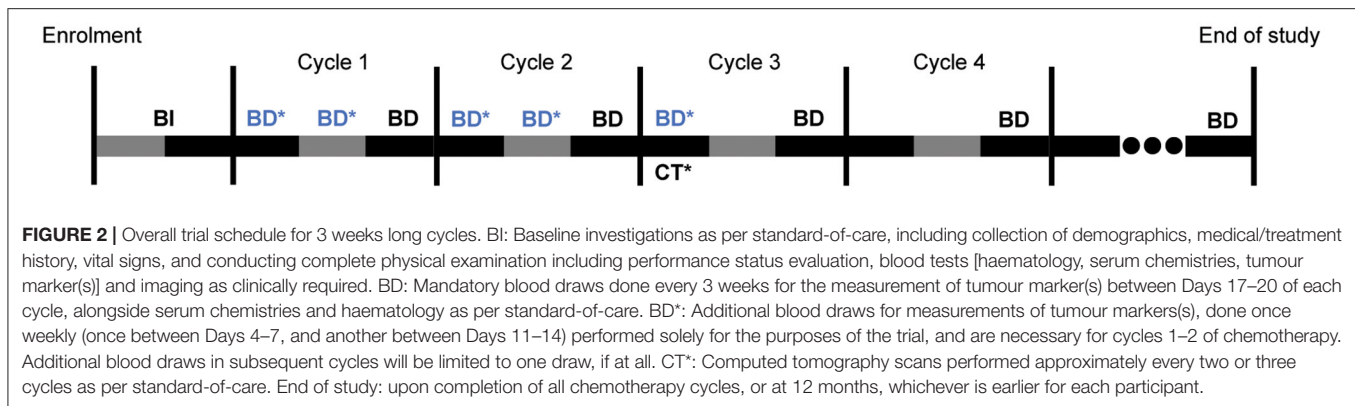 Enrolment
End of study
Cycle 1
Cycle 2
Cycle 3
Cycle 4
BI
BD*
BD*
BD
BD*
BD*
BD
BD*
BD
BD
BD
CT*
FIGURE 2 | Overall trial schedule for 3 weeks long cycles. BI: Baseline investigations as per standard-of-care, including collection of demographics, medical/treatment
history, vital signs, and conducting complete physical examination including performance status evaluation, blood tests [haematology, serum chemistries, tumour
marker(s)] and imaging as clinically required. BD: Mandatory blood draws done every 3 weeks for the measurement of tumour marker(s) between Days 17–20 of each
cycle, alongside serum chemistries and haematology as per standard-of-care. BD*: Additional blood draws for measurements of tumour markers(s), done once
weekly (once between Days 4–7, and another between Days 11–14) performed solely for the purposes of the trial, and are necessary for cycles 1–2 of chemotherapy.
Additional blood draws in subsequent cycles will be limited to one draw, if at all. CT*: Computed tomography scans performed approximately every two or three
cycles as per standard-of-care. End of study: upon completion of all chemotherapy cycles, or at 12 months, whichever is earlier for each participant.